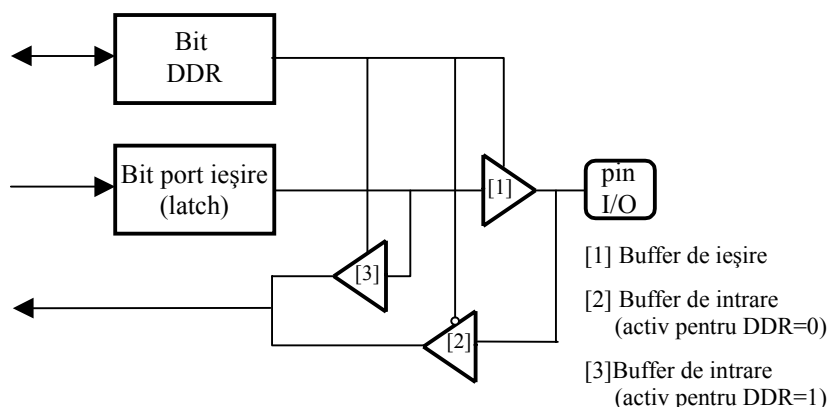 Bit
DDR
Bit port ieşire
(latch)
[1]
pin
I/O
[3]
[2]
[1] Buffer de ieşire
[2] Buffer de intrare
(activ pentru DDR=0)
[3]Buffer de intrare
(activ pentru DDR=1)